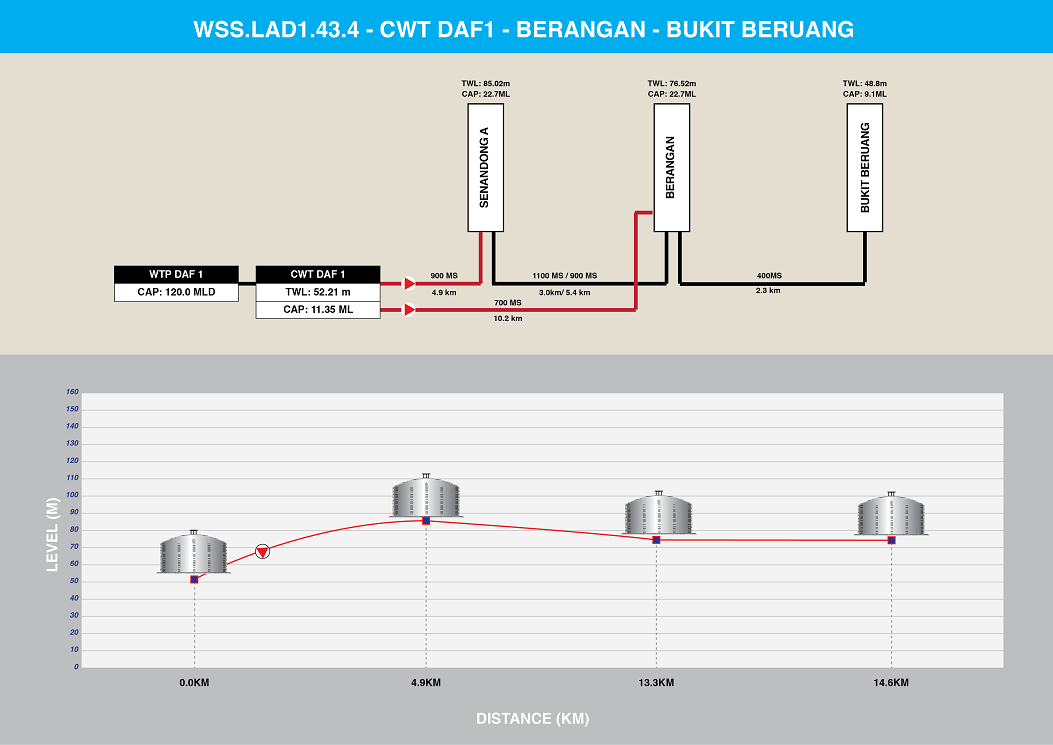 WSS.LAD1.43.4 - CWT DAF1 - BERANGAN - BUKIT BERUANG
TWL: 85.02m
CAP: 22.7ML
TWL: 76.52m
CAP: 22.7ML
TWL: 48.8m
CAP: 9.1ML
SENANDONG A
BERANGAN
BUKIT BERUANG
WTP DAF 1
CAP: 120.0 MLD
CWT DAF 1
TWL: 52.21 m
CAP: 11.35 ML
900 MS
4.9 km
1100 MS / 900 MS
3.0km/ 5.4 km
700 MS
10.2 km
400MS
2.3 km
160
150
140
130
120
110
100
90
80
70
60
50
40
30
20
10
0
LEVEL (M)
0.0KM
4.9KM
13.3KM
14.6KM
DISTANCE (KM)